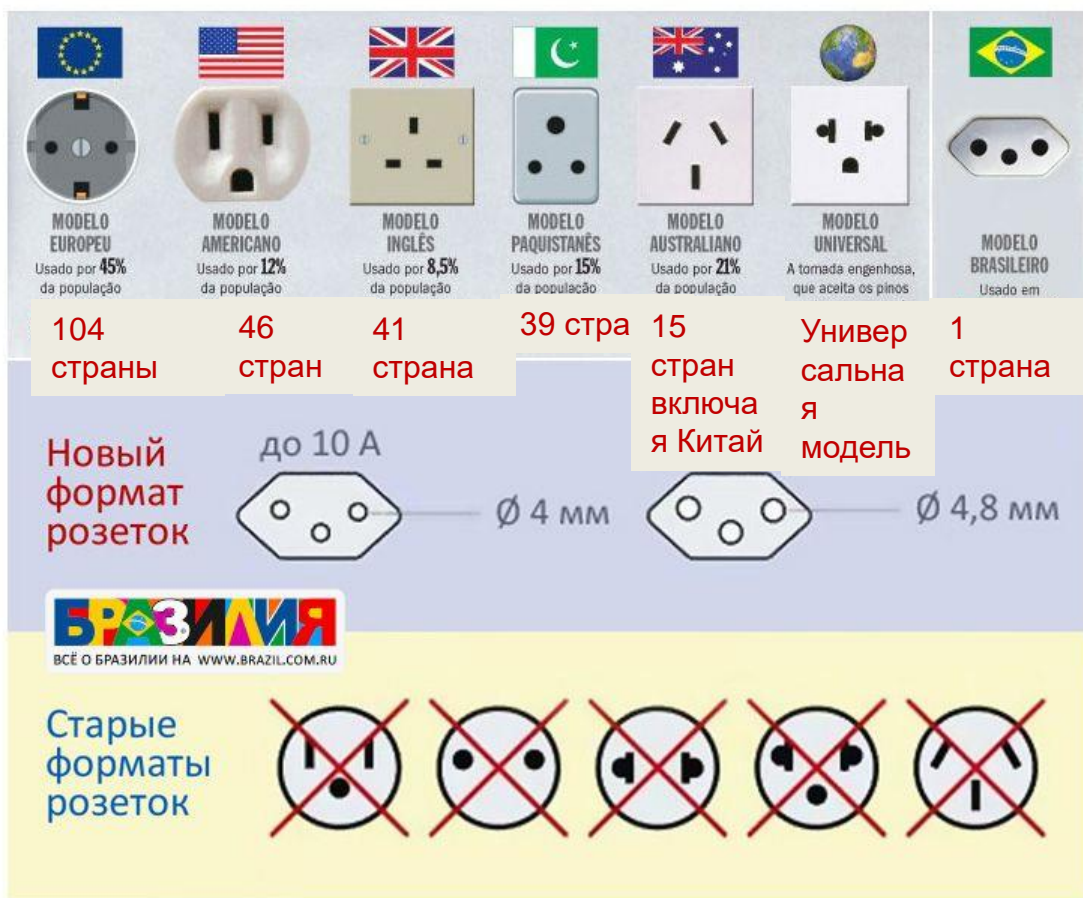 MODELO
EUROPEU
Usado por 45%
da população
104
страны
MODELO
AMERICANO
Usado por 12%
da população
46
стран
MODELO
INGLÊS
Usado por 8,5%
da população
41
страна
MODELO
PAQUISTANÊS
Usado por 15%
da população
39 стра
MODELO
AUSTRALIANO
Usado por 21%
da população
15
стран
включа
я Китай
MODELO
UNIVERSAL
A tomada engenhosa,
que aceita os pinos
Универ
сальна
я
модель
MODELO
BRASILEIRO
Usado em
1
страна
Новый
формат
розеток
до 10 А
Ø 4 мм
Ø 4,8 мм
БРАЗИЛИЯ
ВСЁ О БРАЗИЛИИ НА WWW.BRAZIL.COM.RU
Старые
форматы
розеток